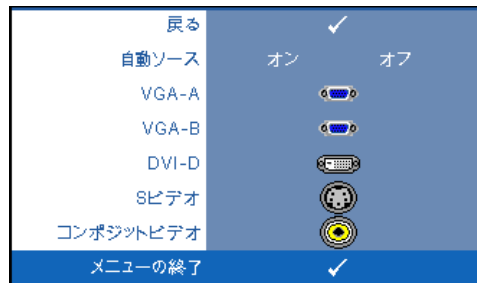 戻る
自動ソース オン オフ
VGA-A
VGA-B
DVI-D
Sビデオ
コンポジットビデオ
メニューの終了